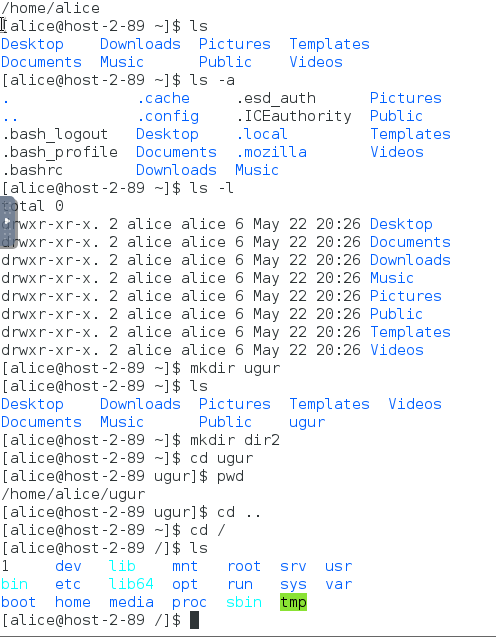 /home/alice
[alice@host-2-89 ~]$ ls
Desktop    Downloads  Pictures  Templates
Documents  Music      Public    Videos
[alice@host-2-89 ~]$ ls -a
.              .cache     .esd_auth      Pictures
..             .config    .ICEauthority  Public
.bash_logout   Desktop    .local         Templates
.bash_profile  Documents  .mozilla       Videos
.bashrc        Downloads  Music
[alice@host-2-89 ~]$ ls -l
total 0
drwxr-xr-x. 2 alice alice 6 May 22 20:26 Desktop
drwxr-xr-x. 2 alice alice 6 May 22 20:26 Documents
drwxr-xr-x. 2 alice alice 6 May 22 20:26 Downloads
drwxr-xr-x. 2 alice alice 6 May 22 20:26 Music
drwxr-xr-x. 2 alice alice 6 May 22 20:26 Pictures
drwxr-xr-x. 2 alice alice 6 May 22 20:26 Public
drwxr-xr-x. 2 alice alice 6 May 22 20:26 Templates
drwxr-xr-x. 2 alice alice 6 May 22 20:26 Videos
[alice@host-2-89 ~]$ mkdir ugur
[alice@host-2-89 ~]$ ls
Desktop    Downloads  Pictures  Templates  Videos
Documents  Music      Public    ugur
[alice@host-2-89 ~]$ mkdir dir2
[alice@host-2-89 ~]$ cd ugur
[alice@host-2-89 ugur]$ pwd
/home/alice/ugur
[alice@host-2-89 ugur]$ cd ..
[alice@host-2-89 ~]$ cd /
[alice@host-2-89 /]$ ls
1     dev   lib    mnt   root  srv  usr
bin   etc   lib64  opt   run   sys  var
boot  home  media  proc  sbin  tmp
[alice@host-2-89 /]$